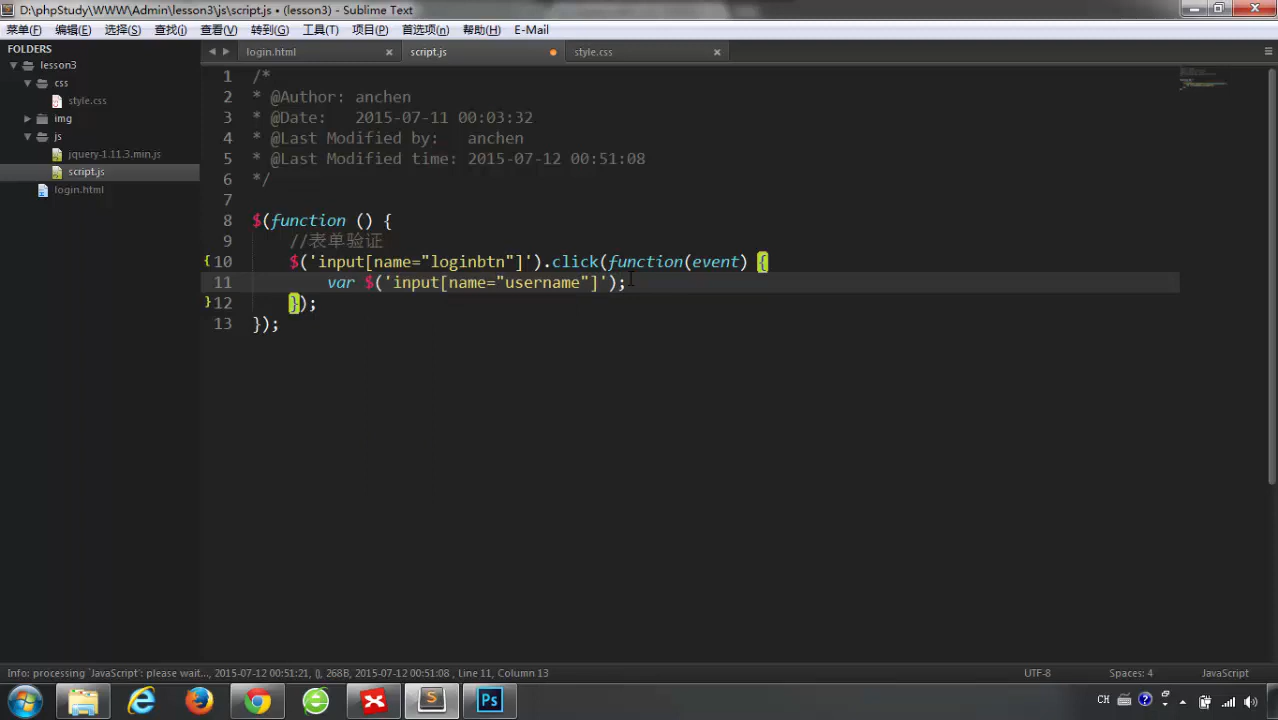 D:\phpStudy\WWW\Admin\lesson3\js\script.js • (lesson3) - Sublime Text
菜单(F) 编辑(E) 选择(S) 查找(I) 查看(V) 转到(G) 工具(T) 项目(P) 首选项(N) 帮助(H) E-Mail
FOLDERS
lesson3
css
style.css
img
js
jquery-1.11.3.min.js
script.js
login.html
login.html script.js style.css
1 /*
2 * @Author: anchen
3 * @Date:   2015-07-11 00:03:32
4 * @Last Modified by:   anchen
5 * @Last Modified time: 2015-07-12 00:51:08
6 */
7
8 $(function () {
9 //表单验证
{ 10 $('input[name="loginbtn"]').click(function(event) {
11 var $('input[name="username"]');
} 12 });
13 });
Info: processing `JavaScript`: please wait..., 2015-07-12 00:51:21, (), 268B, 2015-07-12 00:51:08 , Line 11, Column 13 UTF-8 Spaces: 4 JavaScript
S Ps CH